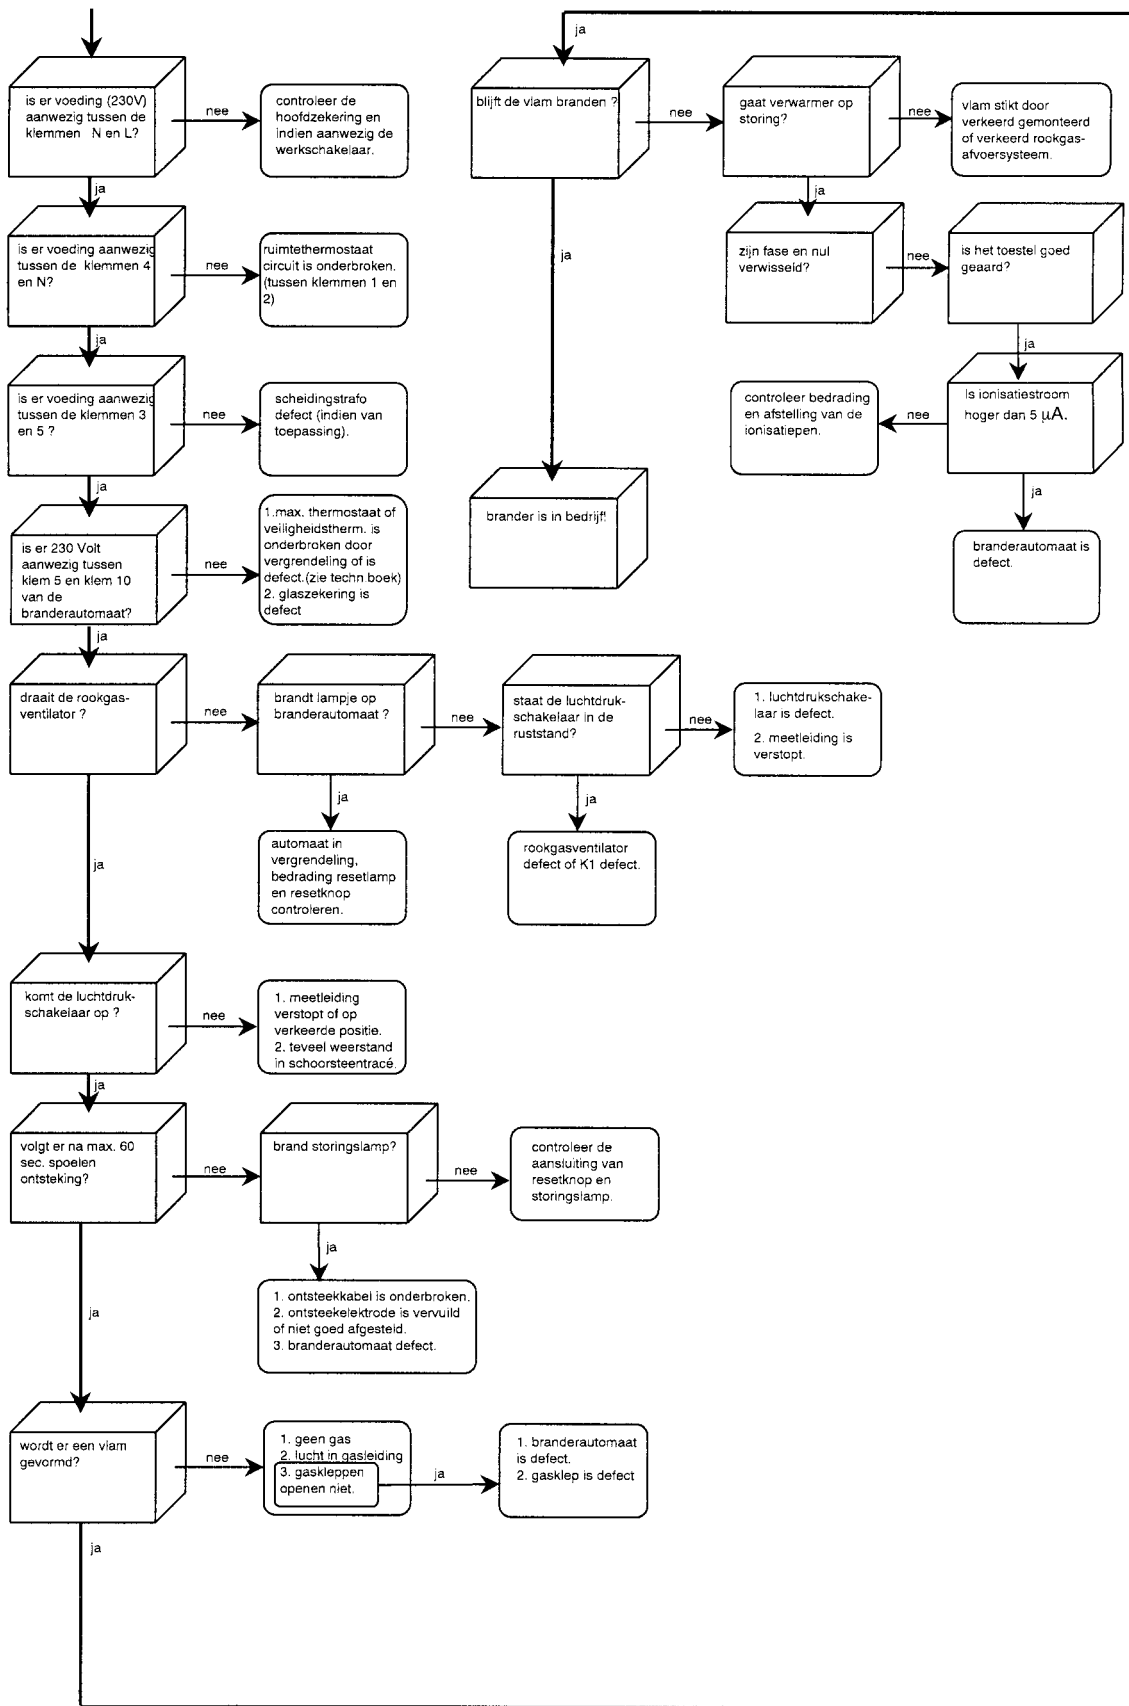 is er voeding (230V)
aanwezig tussen de
klemmen N en L?
nee
controleer de
hoofdzekering en
indien aanwezig de
werkschakelaar.
ja
is er voeding aanwezig
tussen de klemmen 4
en N?
nee
ruimtethermostaat
circuit is onderbroken.
(tussen klemmen 1 en
2)
ja
is er voeding aanwezig
tussen de klemmen 3
en 5 ?
nee
scheidingstrafo
defect (indien van
toepassing).
ja
is er 230 Volt
aanwezig tussen
klem 5 en klem 10
van de
branderautomaat?
nee
1.max. thermostaat of
veiligheidstherm. is
onderbroken door
vergrendeling of is
defect.(zie techn.boek)
2. glaszekering is
defect
ja
draait de rookgas-
ventilator ?
nee
brandt lampje op
branderautomaat ?
nee
staat de luchtdruk-
schakelaar in de
ruststand?
nee
1. luchtdrukschake-
laar is defect.
2. meetleiding is
verstopt.
ja
automaat in
vergrendeling,
bedrading resetlamp
en resetknop
controleren.
ja
rookgasventilator
defect of K1 defect.
ja
komt de luchtdruk-
schakelaar op ?
nee
1. meetleiding
verstopt of op
verkeerde positie.
2. teveel weerstand
in schoorsteentracé.
ja
volgt er na max. 60
sec. spoelen
ontsteking?
nee
brand storingslamp?
nee
controleer de
aansluiting van
resetknop en
storingslamp.
ja
1. ontsteekkabel is onderbroken.
2. ontsteekelektrode is vervuild
of niet goed afgesteld.
3. branderautomaat defect.
ja
wordt er een vlam
gevormd?
nee
1. geen gas
2. lucht in gasleiding
3. gaskleppen
openen niet.
ja
1. branderautomaat
is defect.
2. gasklep is defect
ja
ja
blijft de vlam branden ?
nee
gaat verwarmer op
storing?
nee
vlam stikt door
verkeerd gemonteerd
of verkeerd rookgas-
afvoersysteem.
ja
zijn fase en nul
verwisseld?
nee
is het toestel goed
geaard?
ja
Is ionisatiestroom
hoger dan 5 µA.
nee
controleer bedrading
en afstelling van de
ionisatiepen.
ja
branderautomaat is
defect.
ja
brander is in bedrijf!